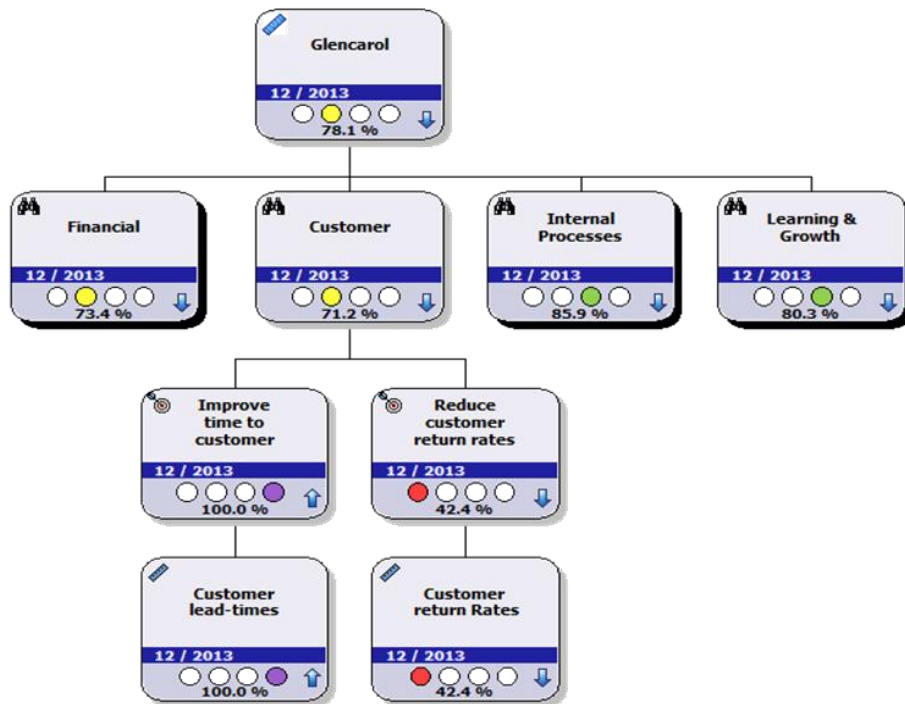 Glencarol
12 / 2013
78.1 %
Financial
12 / 2013
73.4 %
Customer
12 / 2013
71.2 %
Internal
Processes
12 / 2013
85.9 %
Learning &
Growth
12 / 2013
80.3 %
Improve
time to
customer
12 / 2013
100.0 %
Reduce
customer
return rates
12 / 2013
42.4 %
Customer
lead-times
12 / 2013
100.0 %
Customer
return Rates
12 / 2013
42.4 %